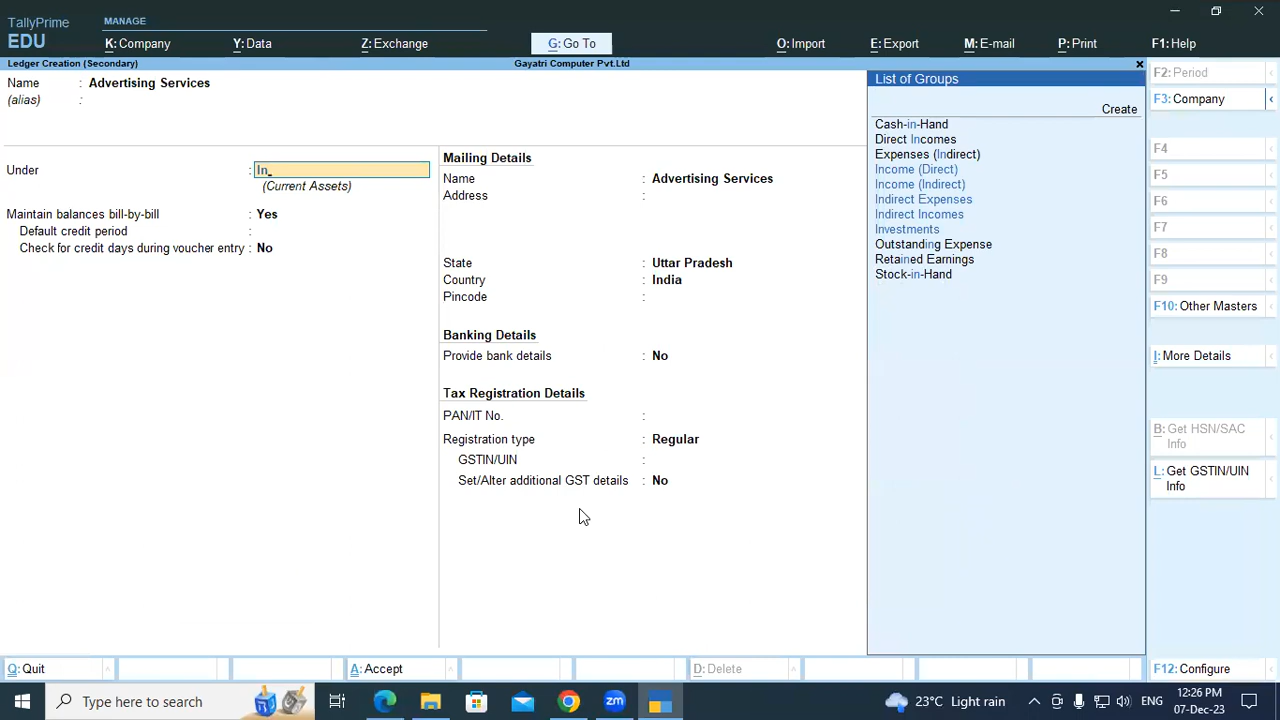 TallyPrime
EDU
MANAGE
K: Company
Y: Data
Z: Exchange
G: Go To
O: Import
E: Export
M: E-mail
P: Print
F1: Help
Ledger Creation (Secondary)
Gayatri Computer Pvt.Ltd
Name : Advertising Services
(alias) :
Under : In
(Current Assets)
Maintain balances bill-by-bill : Yes
Default credit period :
Check for credit days during voucher entry : No
Mailing Details
Name : Advertising Services
Address :
State : Uttar Pradesh
Country : India
Pincode :
Banking Details
Provide bank details : No
Tax Registration Details
PAN/IT No. :
Registration type : Regular
GSTIN/UIN :
Set/Alter additional GST details : No
List of Groups
Create
Cash-in-Hand
Direct Incomes
Expenses (Indirect)
Income (Direct)
Income (Indirect)
Indirect Expenses
Indirect Incomes
Investments
Outstanding Expense
Retained Earnings
Stock-in-Hand
F2: Period
F3: Company
F4
F5
F6
F7
F8
F9
F10: Other Masters
I: More Details
B: Get HSN/SAC
Info
L: Get GSTIN/UIN
Info
Q: Quit
A: Accept
D: Delete
F12: Configure
Type here to search
zm
23°C Light rain
ENG
12:26 PM
07-Dec-23